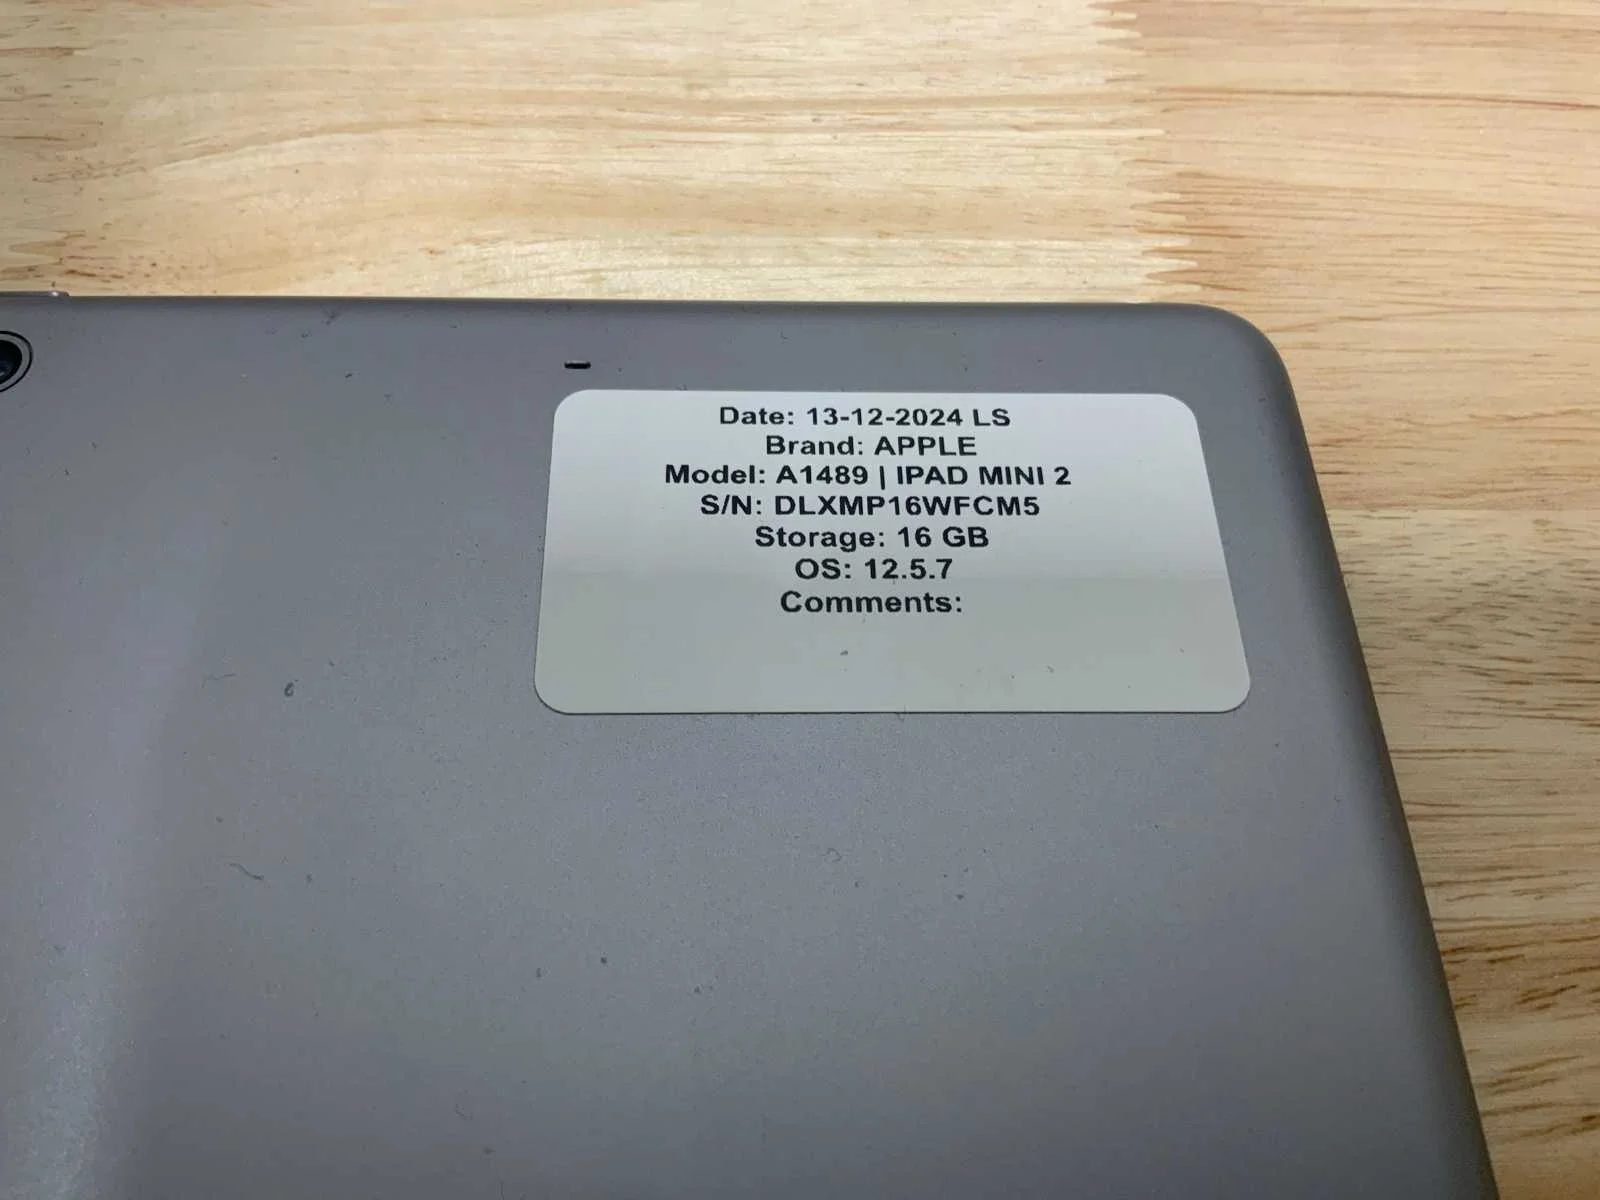 Date: 13-12-2024 LS
Brand: APPLE
Model: A1489 | IPAD MINI 2
S/N: DLXMP16WFCM5
Storage: 16 GB
OS: 12.5.7
Comments: